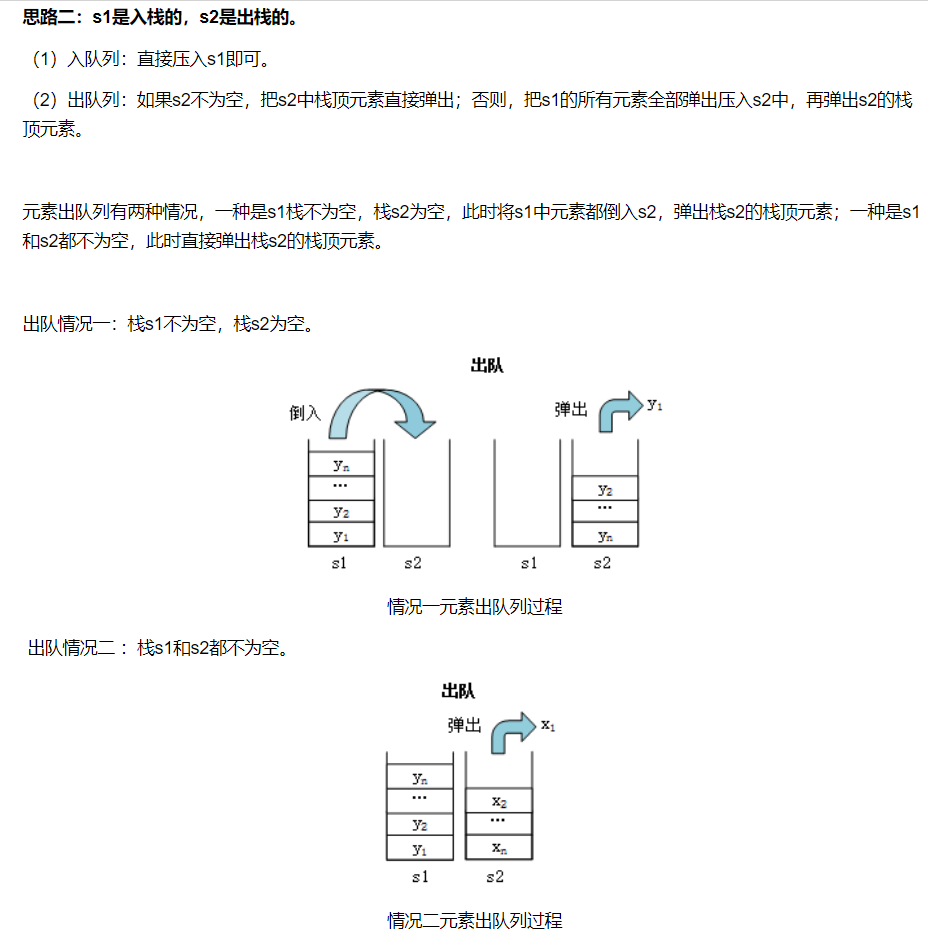 思路二：s1是入栈的，s2是出栈的。
（1）入队列：直接压入s1即可。
（2）出队列：如果s2不为空，把s2中栈顶元素直接弹出；否则，把s1的所有元素全部弹出压入s2中，再弹出s2的栈
顶元素。
元素出队列有两种情况，一种是s1栈不为空，栈s2为空，此时将s1中元素都倒入s2，弹出栈s2的栈顶元素；一种是s1
和s2都不为空，此时直接弹出栈s2的栈顶元素。
出队情况一：栈s1不为空，栈s2为空。
出队
倒入 弹出 y₁
yₙ
… y₂
y₂ …
y₁ yₙ
s1 s2 s1 s2
情况一元素出队列过程
出队情况二 ：栈s1和s2都不为空。
出队
弹出 x₁
yₙ
… x₂
y₂ …
y₁ xₙ
s1 s2
情况二元素出队列过程